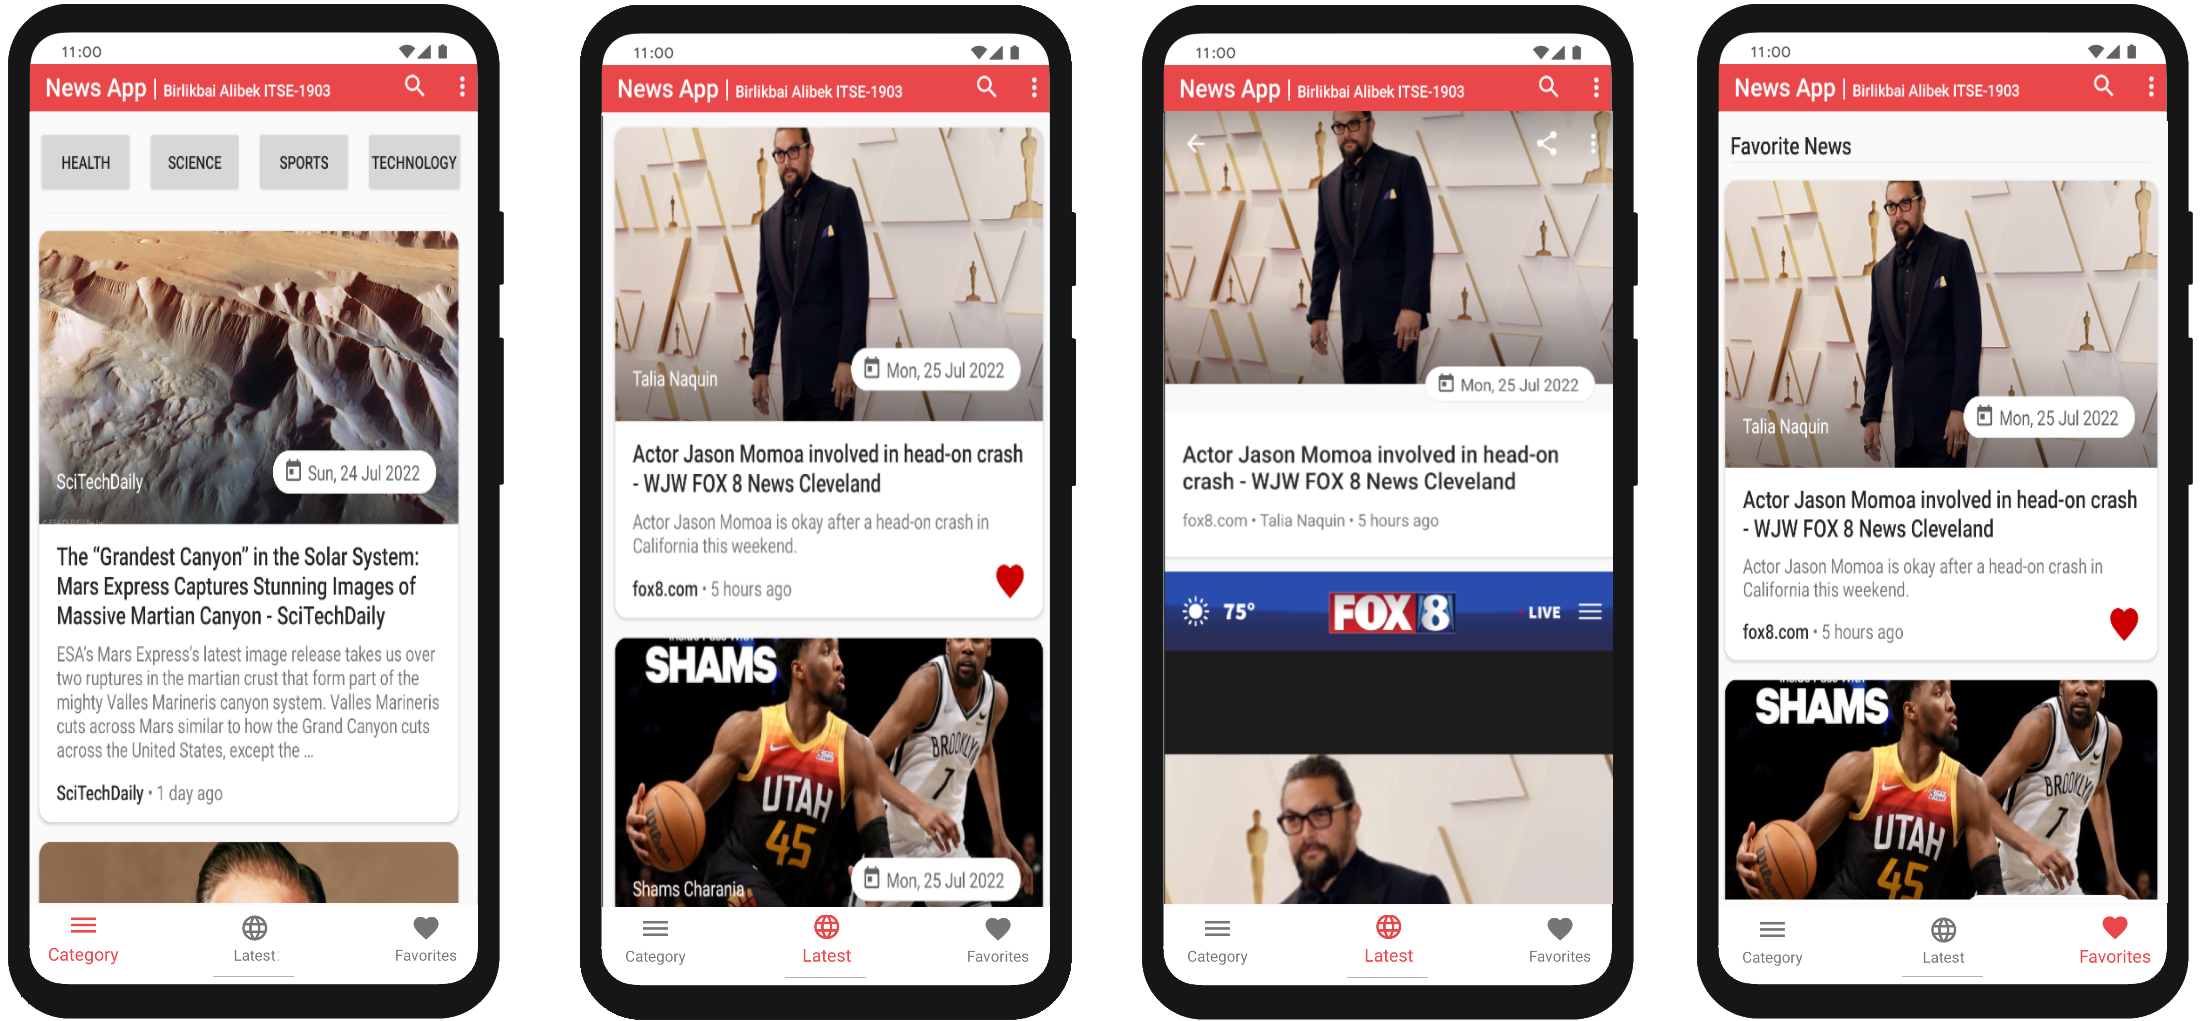 11:00
News App | Birlikbai Alibek ITSE-1903
HEALTH
SCIENCE
SPORTS
TECHNOLOGY
SciTechDaily
Sun, 24 Jul 2022
The “Grandest Canyon” in the Solar System:
Mars Express Captures Stunning Images of
Massive Martian Canyon - SciTechDaily
ESA’s Mars Express's latest image release takes us over
two ruptures in the martian crust that form part of the
mighty Valles Marineris canyon system. Valles Marineris
cuts across Mars similar to how the Grand Canyon cuts
across the United States, except the ...
SciTechDaily • 1 day ago
Category
Latest:
Favorites
11:00
News App | Birlikbai Alibek ITSE-1903
Talia Naquin
Mon, 25 Jul 2022
Actor Jason Momoa involved in head-on crash
- WJW FOX 8 News Cleveland
Actor Jason Momoa is okay after a head-on crash in
California this weekend.
fox8.com • 5 hours ago
SHAMS
BROOKLYN
7
UTAH
45
Wilson
Shams Charania
Mon, 25 Jul 2022
Category
Latest
Favorites
11:00
News App | Birlikbai Alibek ITSE-1903
Mon, 25 Jul 2022
Actor Jason Momoa involved in head-on
crash - WJW FOX 8 News Cleveland
fox8.com • Talia Naquin • 5 hours ago
75°
FOX 8
LIVE
Category
Latest
Favorites
11:00
News App | Birlikbai Alibek ITSE-1903
Favorite News
Talia Naquin
Mon, 25 Jul 2022
Actor Jason Momoa involved in head-on crash
- WJW FOX 8 News Cleveland
Actor Jason Momoa is okay after a head-on crash in
California this weekend.
fox8.com • 5 hours ago
SHAMS
BROOKLYN
7
UTAH
45
Category
Latest
Favorites